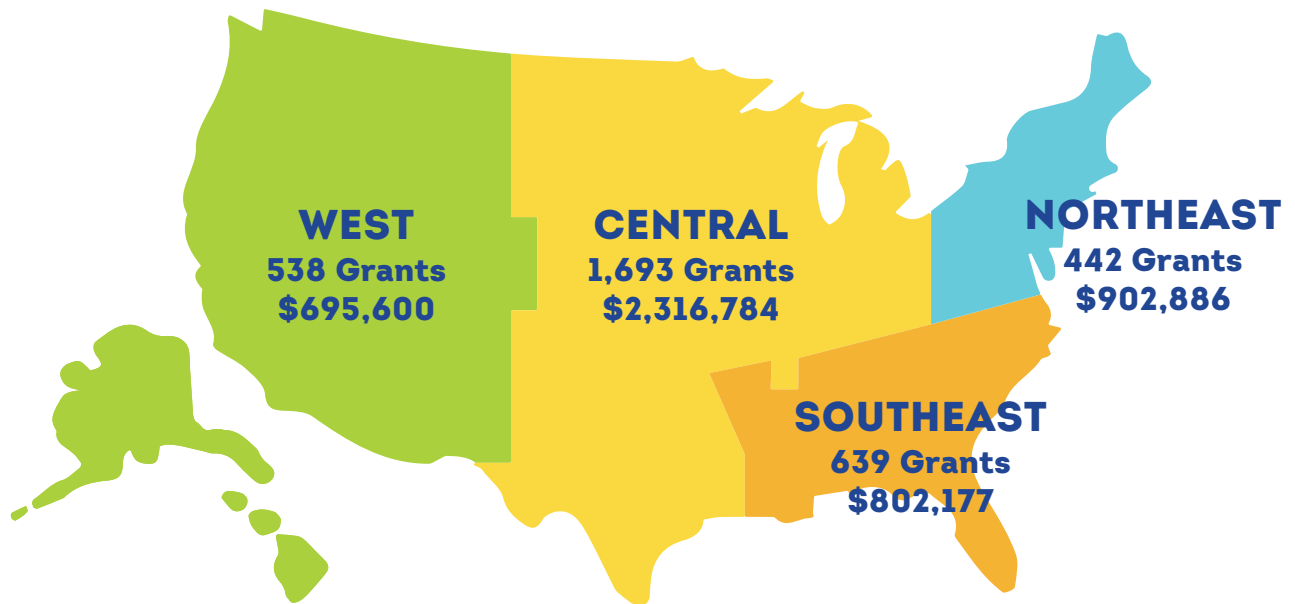 WEST
538 Grants
$695,600
CENTRAL
1,693 Grants
$2,316,784
NORTHEAST
442 Grants
$902,886
SOUTHEAST
639 Grants
$802,177